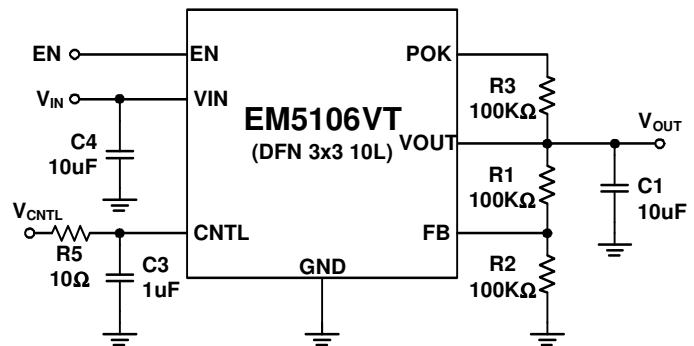 EN
EN
POK
V_IN
VIN
R3
100KΩ
EM5106VT
(DFN 3x3 10L)
C4
10uF
VOUT
V_OUT
R1
100KΩ
C1
10uF
V_CNTL
R5
10Ω
CNTL
C3
1uF
FB
GND
R2
100KΩ